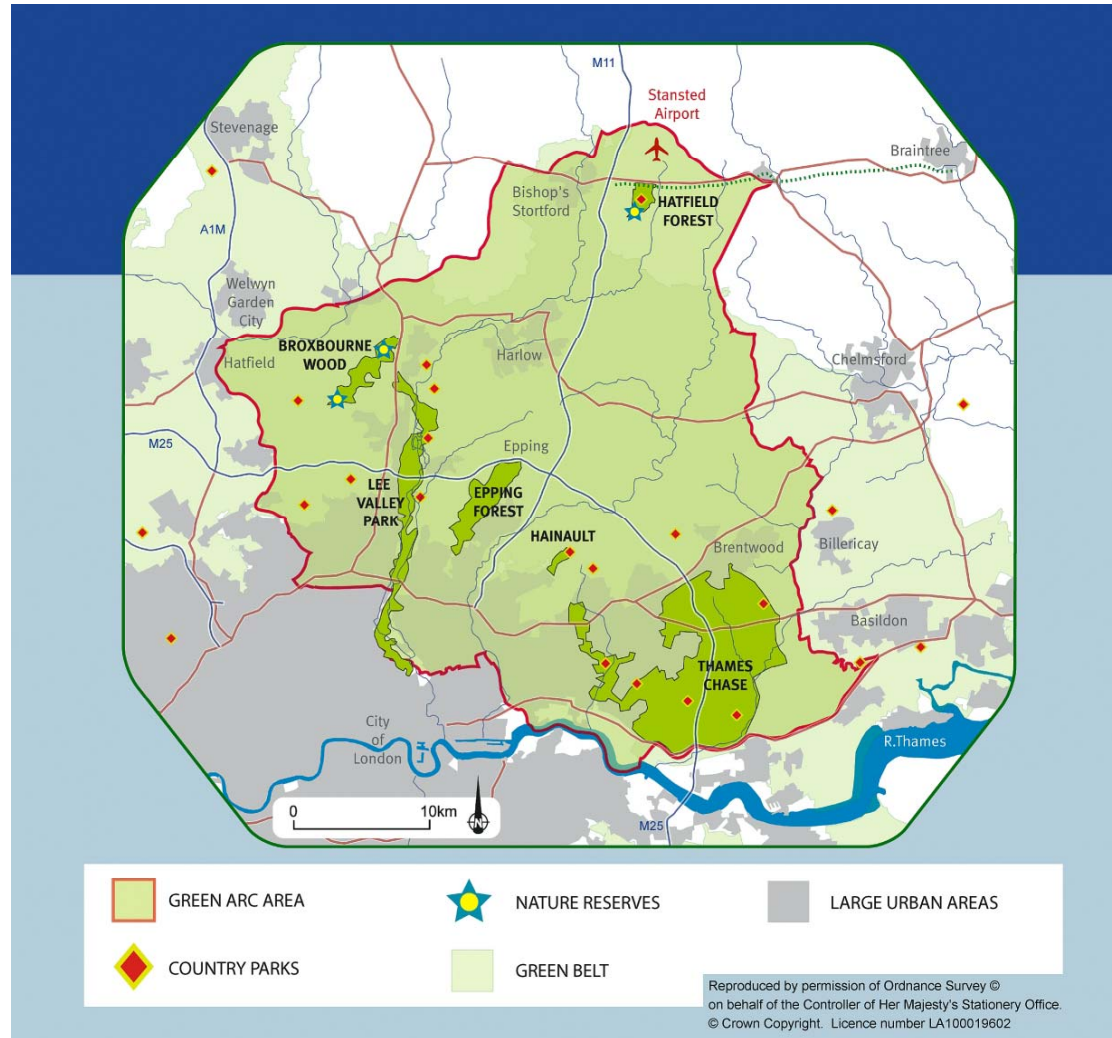 M11
Stansted
Airport
Stevenage
Braintree
Bishop's
Stortford
HATFIELD
FOREST
A1M
Welwyn
Garden
City
BROXBOURNE
WOOD
Hatfield
Harlow
Chelmsford
M25
Epping
LEE
VALLEY
PARK
EPPING
FOREST
HAINAULT
Brentwood
Billericay
Basildon
THAMES
CHASE
City
of
London
R.Thames
0 10km
N
M25
GREEN ARC AREA
NATURE RESERVES
LARGE URBAN AREAS
COUNTRY PARKS
GREEN BELT
Reproduced by permission of Ordnance Survey ©
on behalf of the Controller of Her Majesty's Stationery Office.
© Crown Copyright. Licence number LA100019602